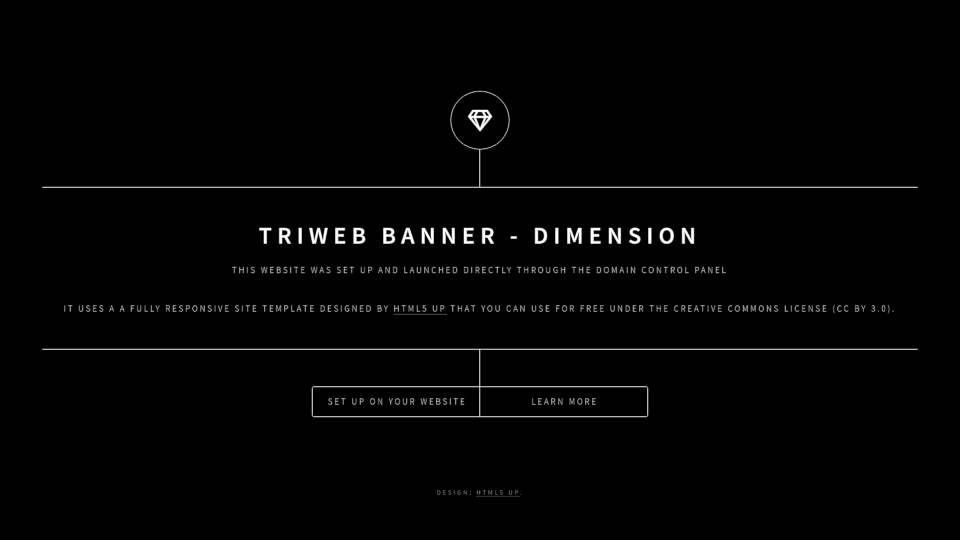 TRIWEB BANNER - DIMENSION
THIS WEBSITE WAS SET UP AND LAUNCHED DIRECTLY THROUGH THE DOMAIN CONTROL PANEL
IT USES A A FULLY RESPONSIVE SITE TEMPLATE DESIGNED BY HTML5 UP THAT YOU CAN USE FOR FREE UNDER THE CREATIVE COMMONS LICENSE (CC BY 3.0).
SET UP ON YOUR WEBSITE
LEARN MORE
DESIGN: HTML5 UP.